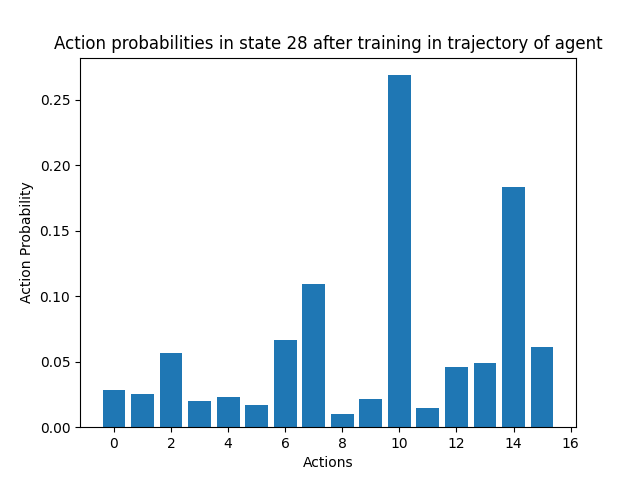 Action probabilities in state 28 after training in trajectory of agent
0.25
0.20
0.15
0.10
0.05
0.00
Action Probability
0 2 4 6 8 10 12 14 16
Actions